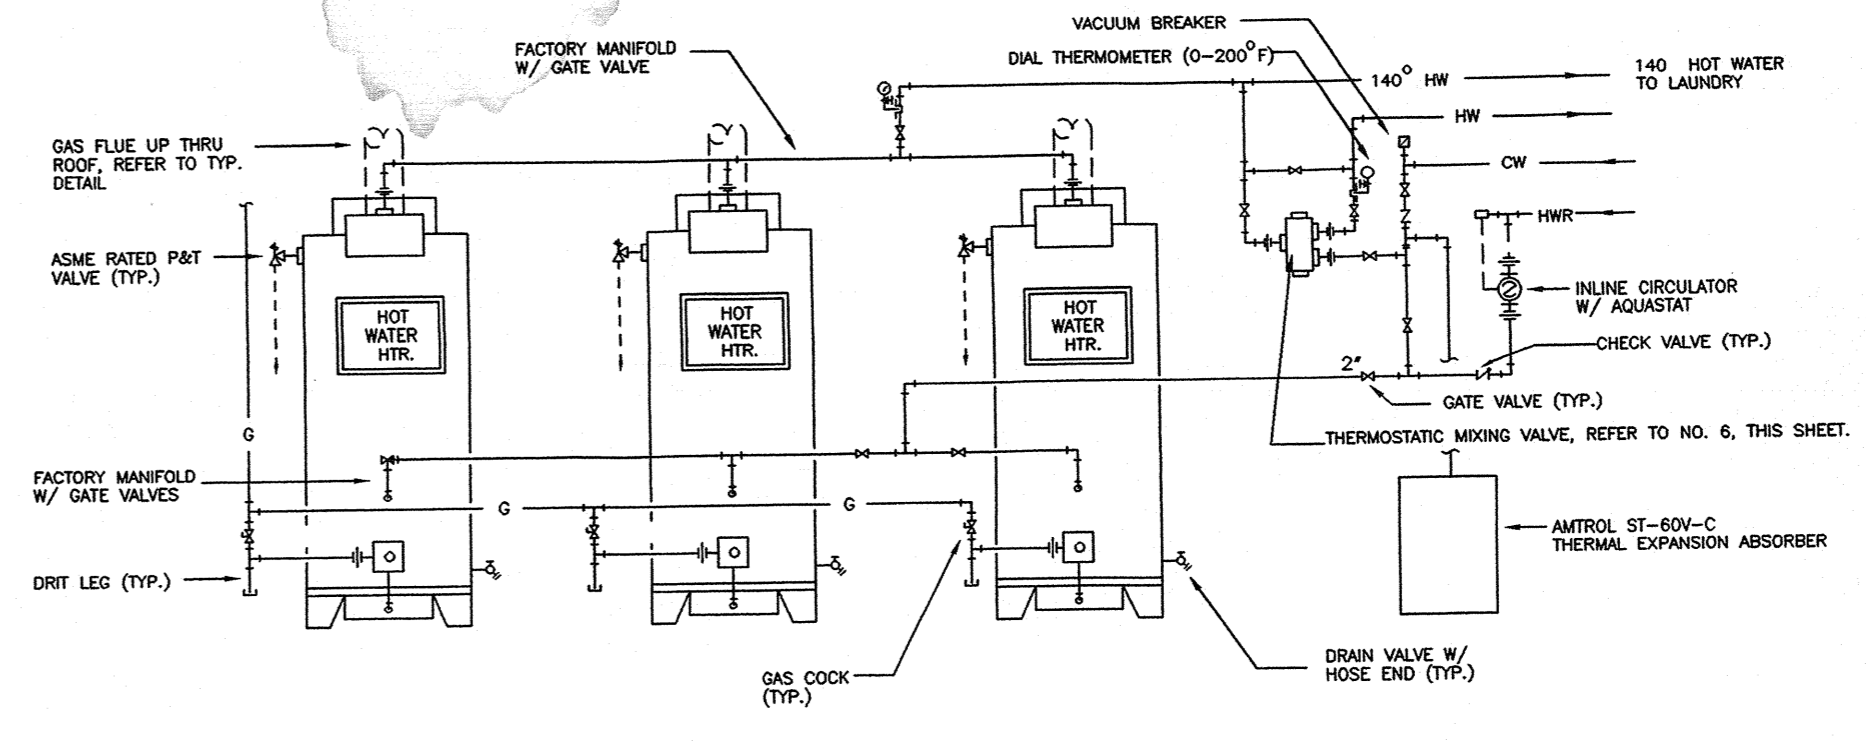 VACUUM BREAKER
FACTORY MANIFOLD
W/ GATE VALVE
DIAL THERMOMETER (0-200°F)
140° HW
140 HOT WATER
TO LAUNDRY
HW
GAS FLUE UP THRU
ROOF, REFER TO TYP.
DETAIL
CW
HWR
ASME RATED P&T
VALVE (TYP.)
INLINE CIRCULATOR
W/ AQUASTAT
HOT
WATER
HTR.
HOT
WATER
HTR.
HOT
WATER
HTR.
CHECK VALVE (TYP.)
2"
GATE VALVE (TYP.)
G
THERMOSTATIC MIXING VALVE, REFER TO NO. 6, THIS SHEET.
FACTORY MANIFOLD
W/ GATE VALVES
G
G
AMTROL ST-60V-C
THERMAL EXPANSION ABSORBER
DRIT LEG (TYP.)
GAS COCK
(TYP.)
DRAIN VALVE W/
HOSE END (TYP.)